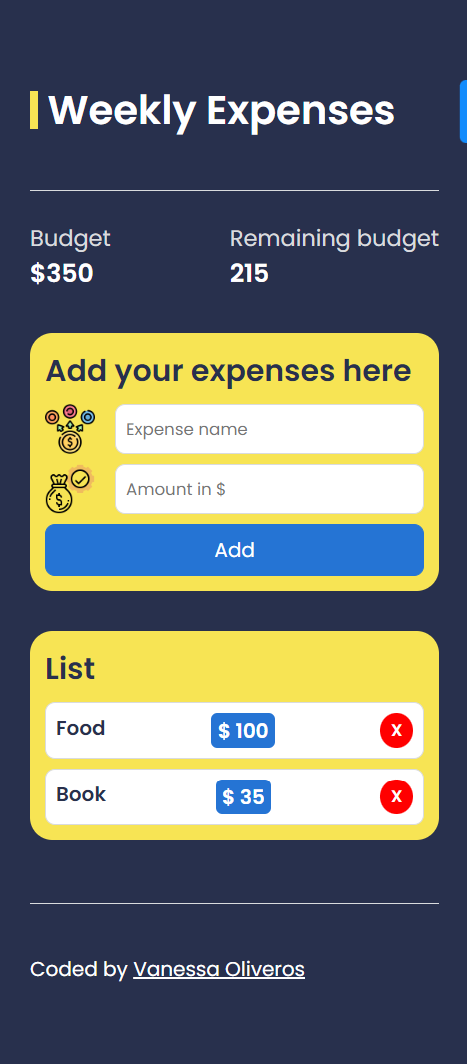 Weekly Expenses
Budget
Remaining budget
$350
215
Add your expenses here
Expense name
Amount in $
Add
List
Food
$ 100
X
Book
$ 35
X
Coded by Vanessa Oliveros